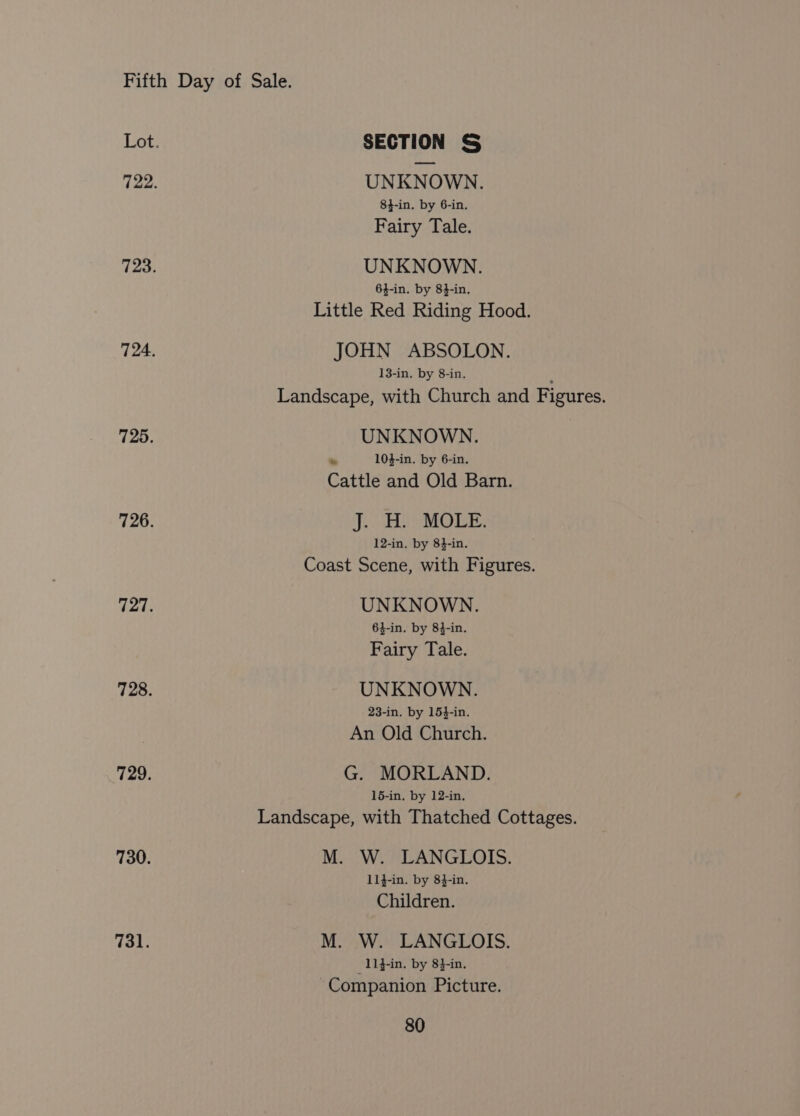 Fifth Day of Sale.
Lot. SECTION S
722. UNKNOWN.
8½-in. by 6-in.
Fairy Tale.
723. UNKNOWN.
6½-in. by 8½-in.
Little Red Riding Hood.
724. JOHN ABSOLON.
13-in. by 8-in.
Landscape, with Church and Figures.
725. UNKNOWN.
10½-in. by 6-in.
Cattle and Old Barn.
726. J. H. MOLE.
12-in. by 8½-in.
Coast Scene, with Figures.
727. UNKNOWN.
6½-in. by 8½-in.
Fairy Tale.
728. UNKNOWN.
23-in. by 15½-in.
An Old Church.
729. G. MORLAND.
15-in. by 12-in.
Landscape, with Thatched Cottages.
730. M. W. LANGLOIS.
11½-in. by 8½-in.
Children.
731. M. W. LANGLOIS.
11½-in. by 8½-in.
Companion Picture.
80